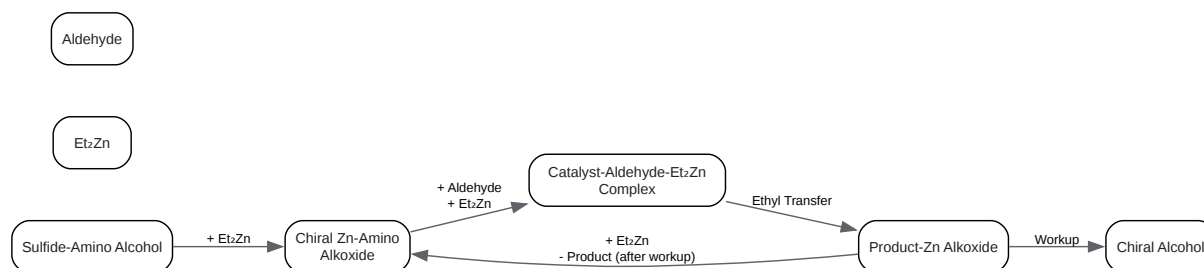 Aldehyde
Et₂Zn
Sulfide-Amino Alcohol
+ Et₂Zn
Chiral Zn-Amino
Alkoxide
+ Aldehyde
+ Et₂Zn
Catalyst-Aldehyde-Et₂Zn
Complex
Ethyl Transfer
+ Et₂Zn
- Product (after workup)
Product-Zn Alkoxide
Workup
Chiral Alcohol